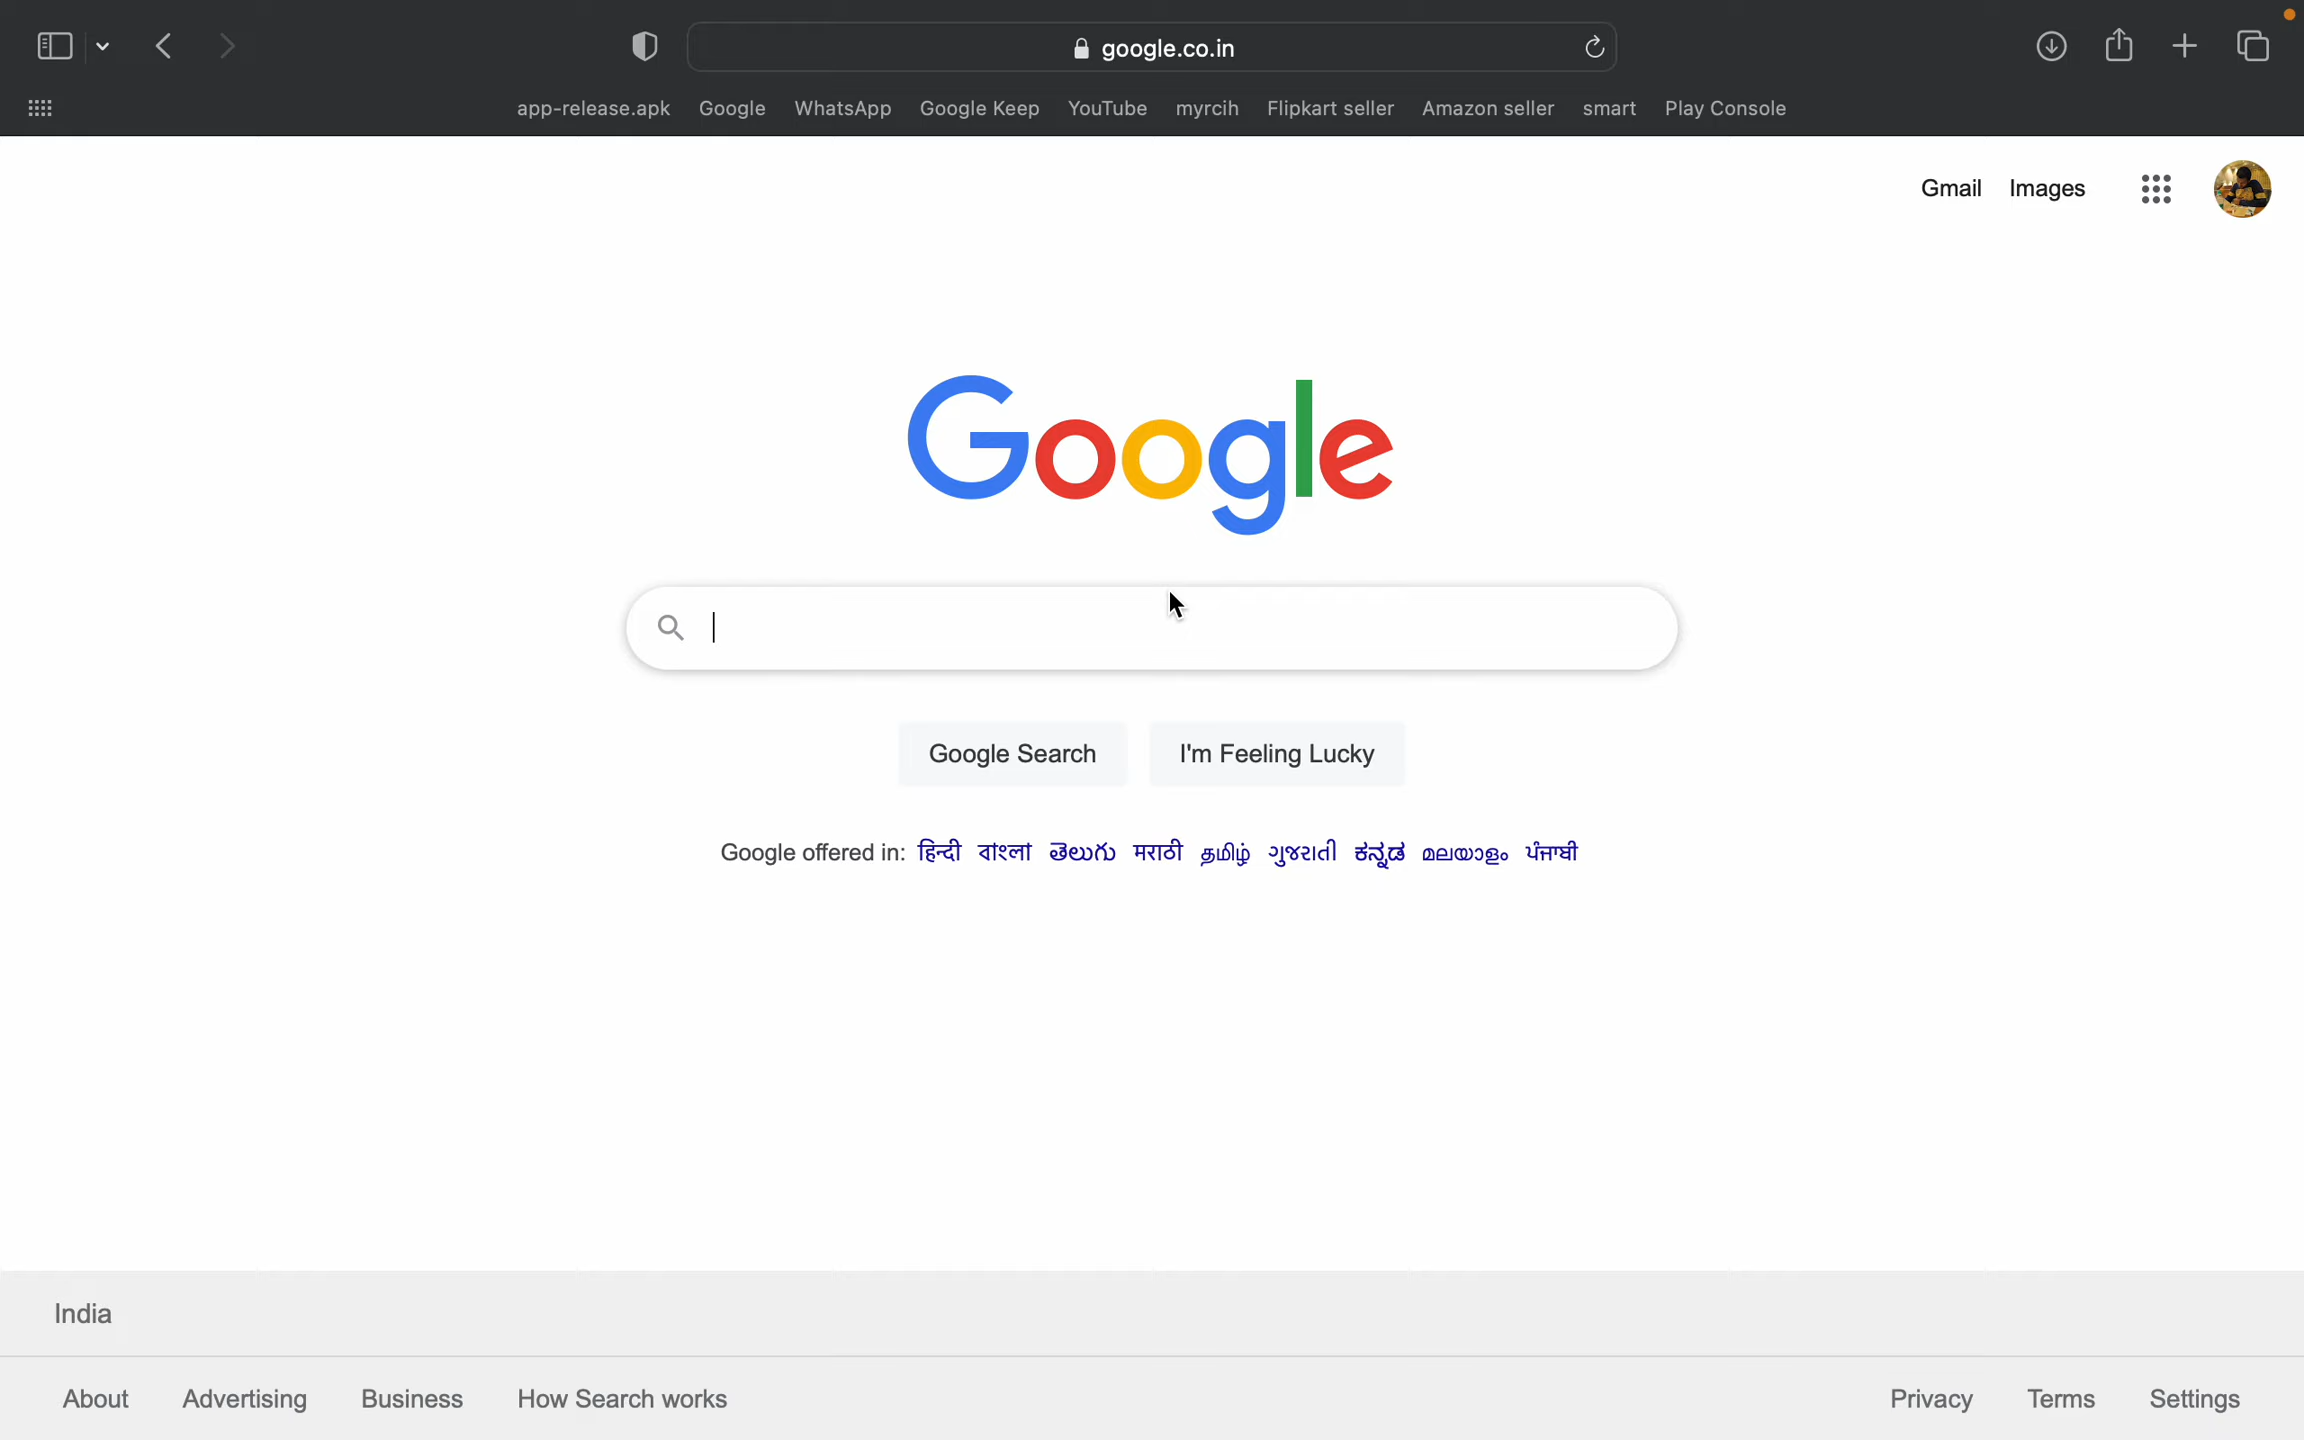 google.co.in
app-release.apk Google WhatsApp Google Keep YouTube myrcih Flipkart seller Amazon seller smart Play Console
Gmail Images
Google
Google Search I'm Feeling Lucky
Google offered in: हिन्दी বাংলা తెలుగు मराठी தமிழ் ગુજરાતી ಕನ್ನಡ മലയാളം ਪੰਜਾਬੀ
India
About Advertising Business How Search works Privacy Terms Settings